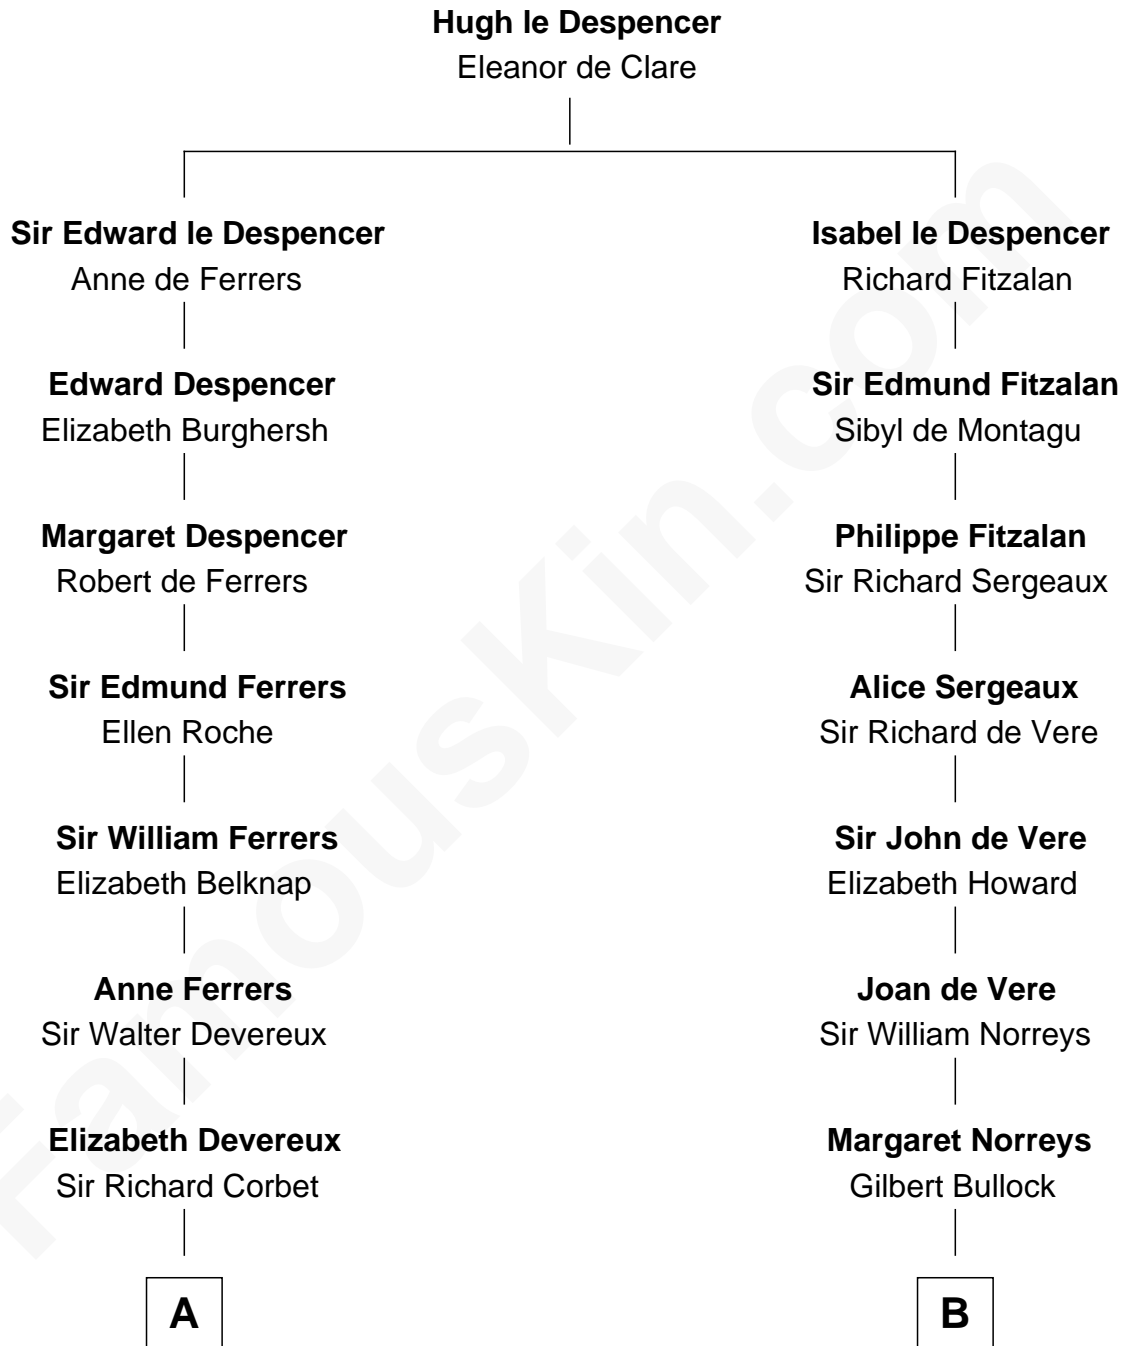 Hugh le Despencer
Eleanor de Clare
Sir Edward le Despencer
Anne de Ferrers
Isabel le Despencer
Richard Fitzalan
Edward Despencer
Elizabeth Burghersh
Sir Edmund Fitzalan
Sibyl de Montagu
Margaret Despencer
Robert de Ferrers
Philippe Fitzalan
Sir Richard Sergeaux
Sir Edmund Ferrers
Ellen Roche
Alice Sergeaux
Sir Richard de Vere
Sir William Ferrers
Elizabeth Belknap
Sir John de Vere
Elizabeth Howard
Anne Ferrers
Sir Walter Devereux
Joan de Vere
Sir William Norreys
Elizabeth Devereux
Sir Richard Corbet
Margaret Norreys
Gilbert Bullock
A
B
FamousKin.com